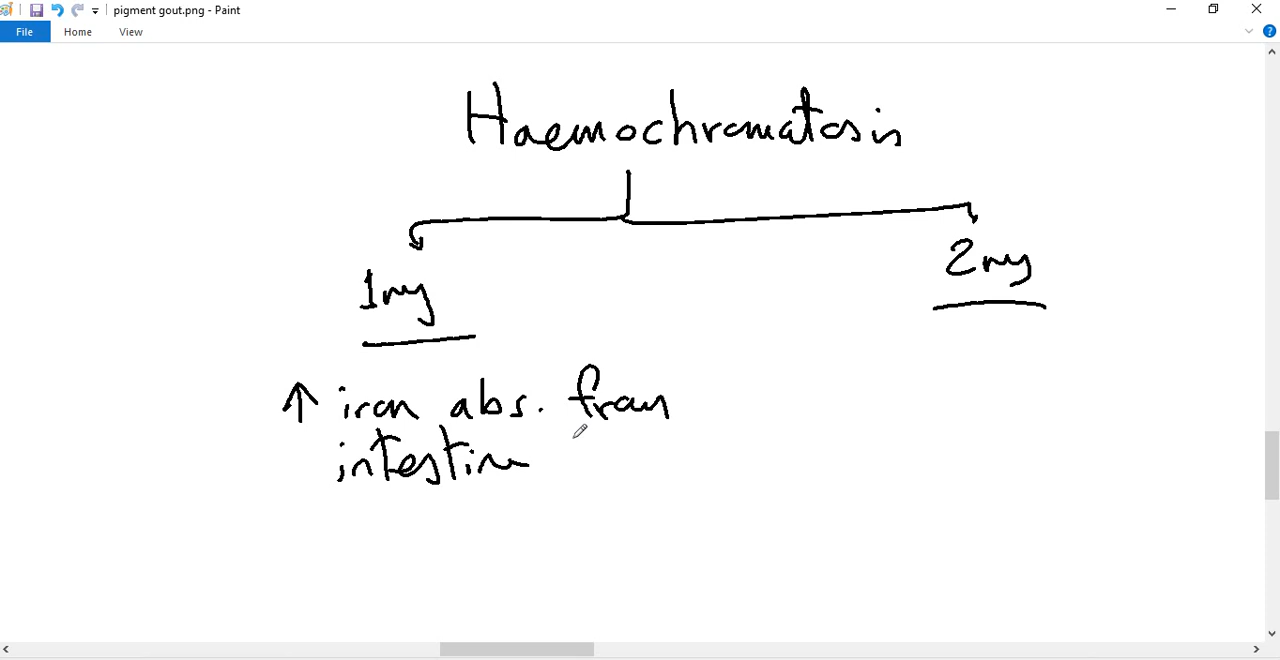 pigment gout.png - Paint
File Home View
Haemochromatosis
1ry
2ry
↑ iron abs. from
intestine